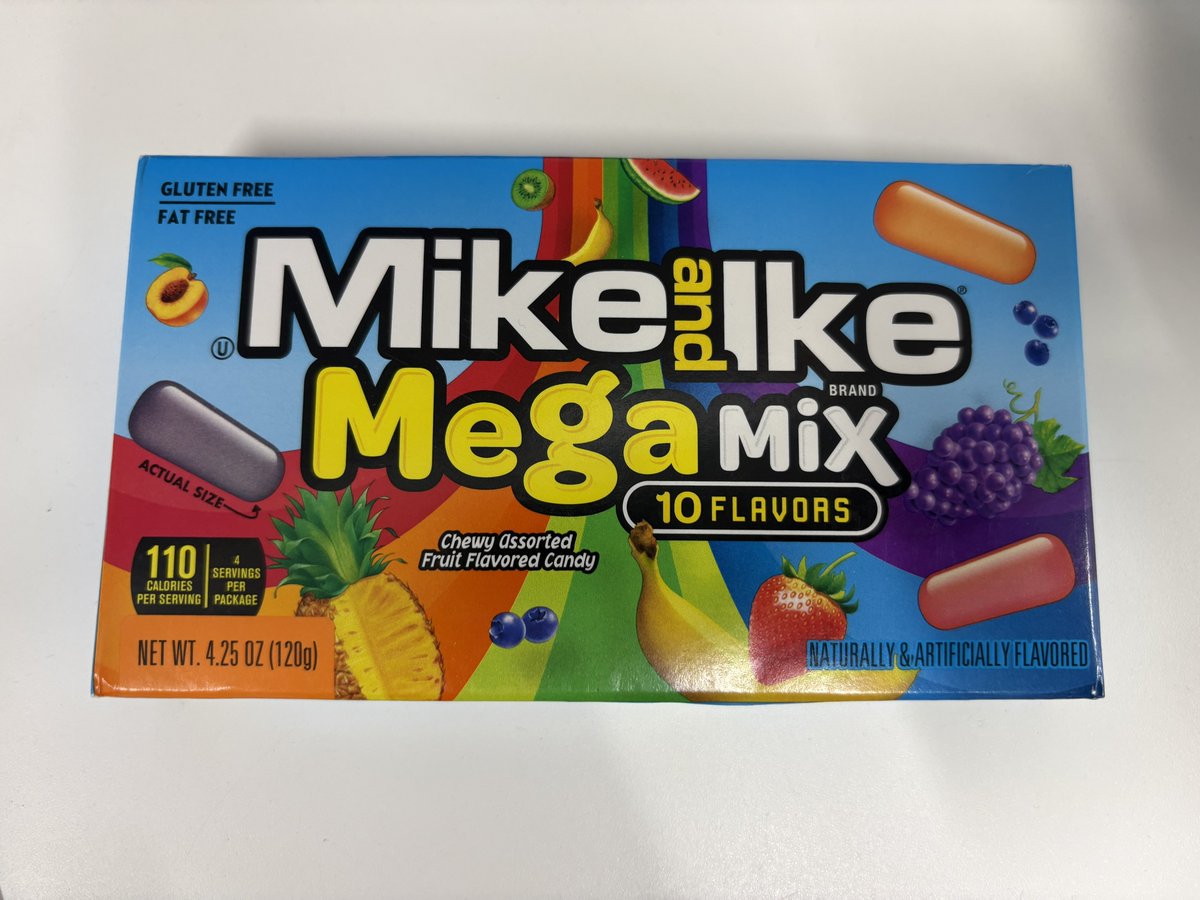 GLUTEN FREE
FAT FREE
Mike and Ike®
BRAND
U
Mega Mix
10 FLAVORS
ACTUAL SIZE
Chewy Assorted
Fruit Flavored Candy
110
CALORIES
PER SERVING
4
SERVINGS
PER
PACKAGE
NET WT. 4.25 OZ (120g)
NATURALLY & ARTIFICIALLY FLAVORED